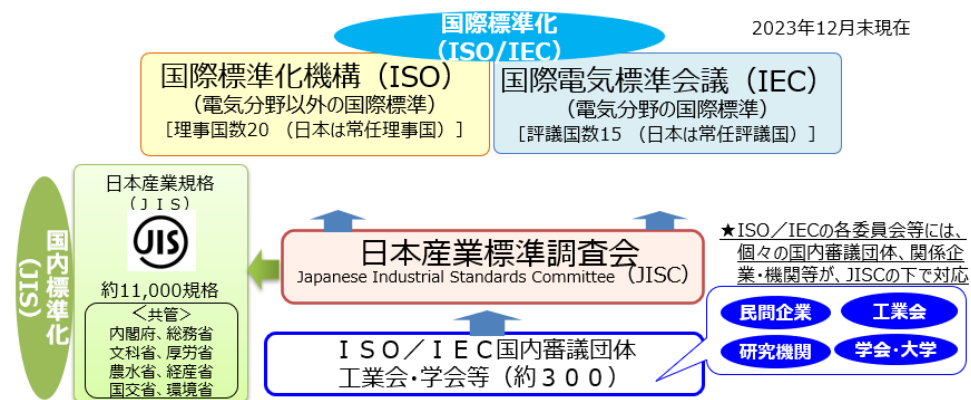 国際標準化
(ISO/IEC)
2023年12月末現在
国際標準化機構（ISO）
（電気分野以外の国際標準）
［理事国数20 （日本は常任理事国）］
国際電気標準会議（IEC）
（電気分野の国際標準）
［評議国数15 （日本は常任評議国）］
国内標準化
(JIS)
日本産業規格
（ＪＩＳ）
JIS
約11,000規格
＜共管＞
内閣府、総務省
文科省、厚労省
農水省、経産省
国交省、環境省
日本産業標準調査会
Japanese Industrial Standards Committee（JISC）
★ISO／IECの各委員会等には、
個々の国内審議団体、関係企
業・機関等が、JISCの下で対応
ＩＳＯ／ＩＥＣ国内審議団体
工業会・学会等（約３００）
民間企業
工業会
研究機関
学会・大学